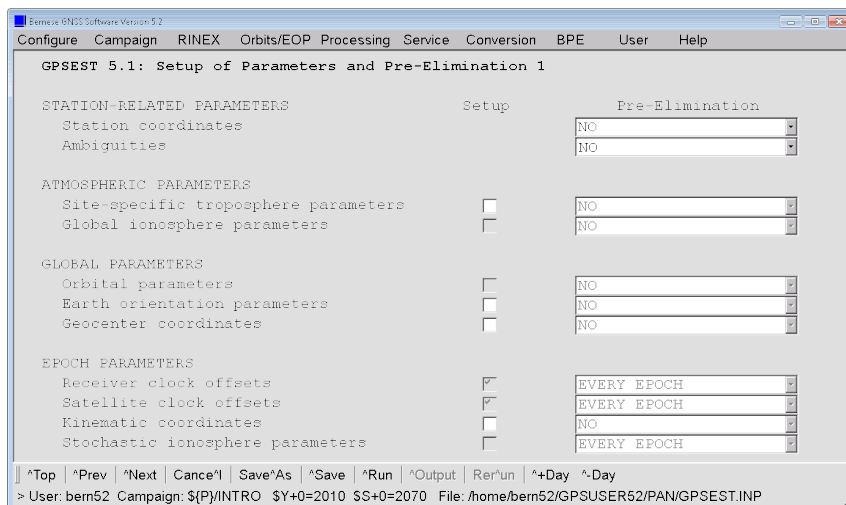 Bernese GNSS Software Version 5.2
Configure Campaign RINEX Orbits/EOP Processing Service Conversion BPE User Help
GPSEST 5.1: Setup of Parameters and Pre-Elimination 1
STATION-RELATED PARAMETERS Setup Pre-Elimination
Station coordinates NO
Ambiguities NO
ATMOSPHERIC PARAMETERS
Site-specific troposphere parameters NO
Global ionosphere parameters NO
GLOBAL PARAMETERS
Orbital parameters NO
Earth orientation parameters NO
Geocenter coordinates NO
EPOCH PARAMETERS
Receiver clock offsets EVERY EPOCH
Satellite clock offsets EVERY EPOCH
Kinematic coordinates NO
Stochastic ionosphere parameters EVERY EPOCH
^Top | ^Prev | ^Next | Cance^l | Save^As | ^Save | ^Run | ^Output | Rer^un | ^+Day ^-Day
> User: bern52 Campaign: ${P}/INTRO $Y+0=2010 $S+0=2070 File: /home/bern52/GPSUSER52/PAN/GPSEST.INP